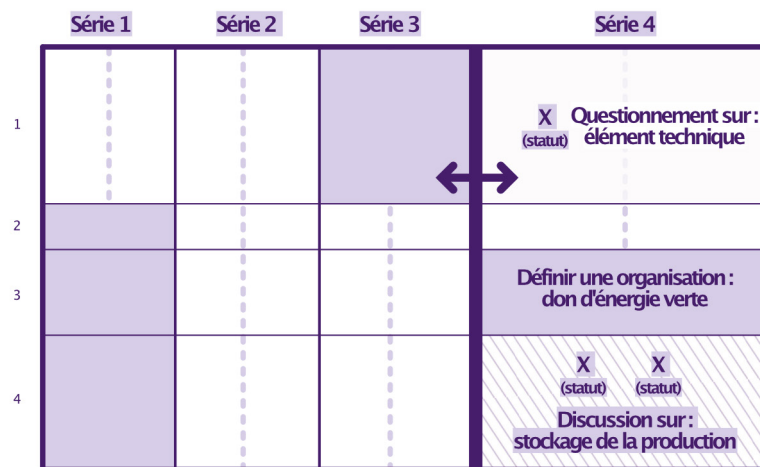 Série 1 Série 2 Série 3 Série 4
1
X
(statut)
Questionnement sur :
élément technique
2
3
Définir une organisation :
don d'énergie verte
4
X X
(statut) (statut)
Discussion sur :
stockage de la production